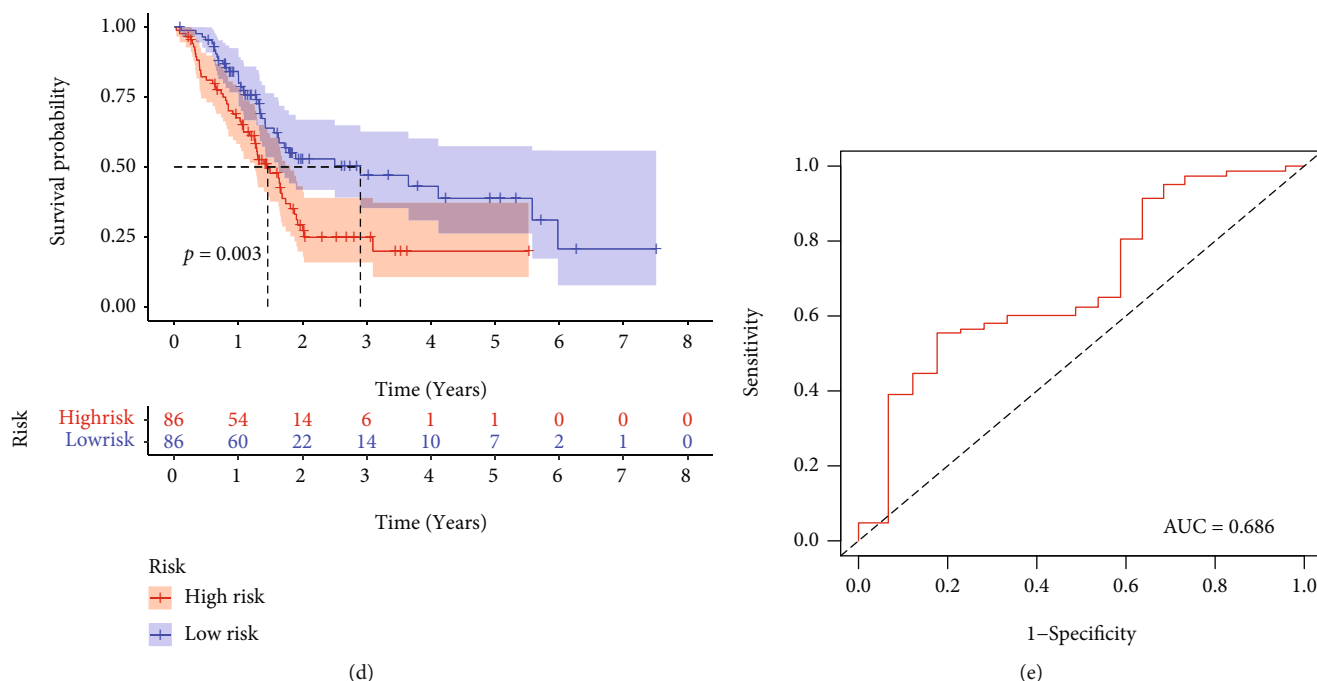 1.00
0.75
0.50
0.25
0.00
Survival probability
p = 0.003
0 1 2 3 4 5 6 7 8
Time (Years)
Risk
Highrisk 86 54 14 6 1 1 0 0 0
Lowrisk 86 60 22 14 10 7 2 1 0
0 1 2 3 4 5 6 7 8
Time (Years)
Risk
High risk
Low risk
(d)
1.0
0.8
0.6
0.4
0.2
0.0
Sensitivity
AUC = 0.686
0.0 0.2 0.4 0.6 0.8 1.0
1−Specificity
(e)